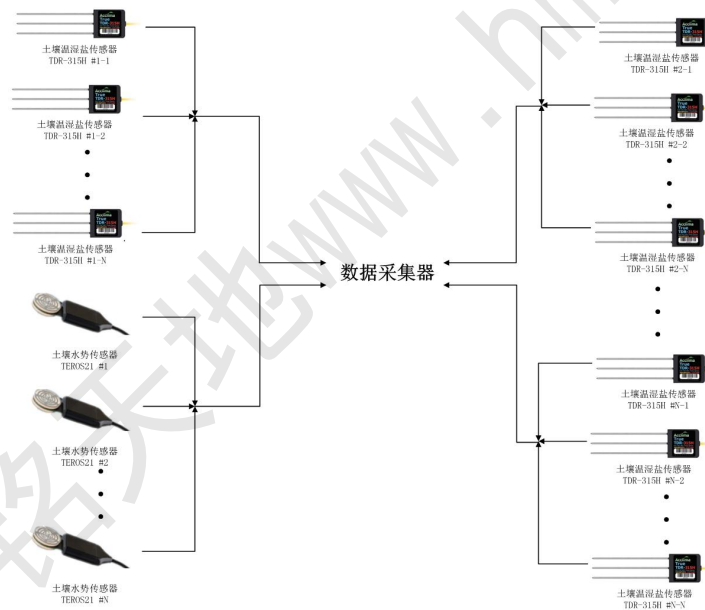 土壤温湿盐传感器
TDR-315H #1-1
土壤温湿盐传感器
TDR-315H #1-2
土壤温湿盐传感器
TDR-315H #1-N
土壤水势传感器
TEROS21 #1
土壤水势传感器
TEROS21 #2
土壤水势传感器
TEROS21 #N
数据采集器
土壤温湿盐传感器
TDR-315H #2-1
土壤温湿盐传感器
TDR-315H #2-2
土壤温湿盐传感器
TDR-315H #2-N
土壤温湿盐传感器
TDR-315H #N-1
土壤温湿盐传感器
TDR-315H #N-2
土壤温湿盐传感器
TDR-315H #N-N
Acclima
True
TDR-315H